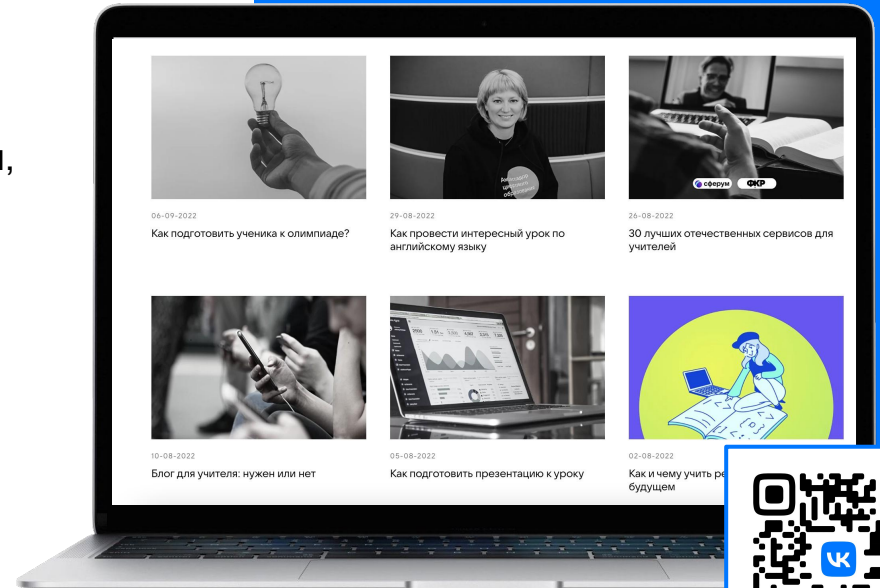 06-09-2022
Как подготовить ученика к олимпиаде?
29-08-2022
Как провести интересный урок по
английскому языку
сферум
ФКР
26-08-2022
30 лучших отечественных сервисов для
учителей
10-08-2022
Блог для учителя: нужен или нет
05-08-2022
Как подготовить презентацию к уроку
02-08-2022
Как и чему учить
будущем